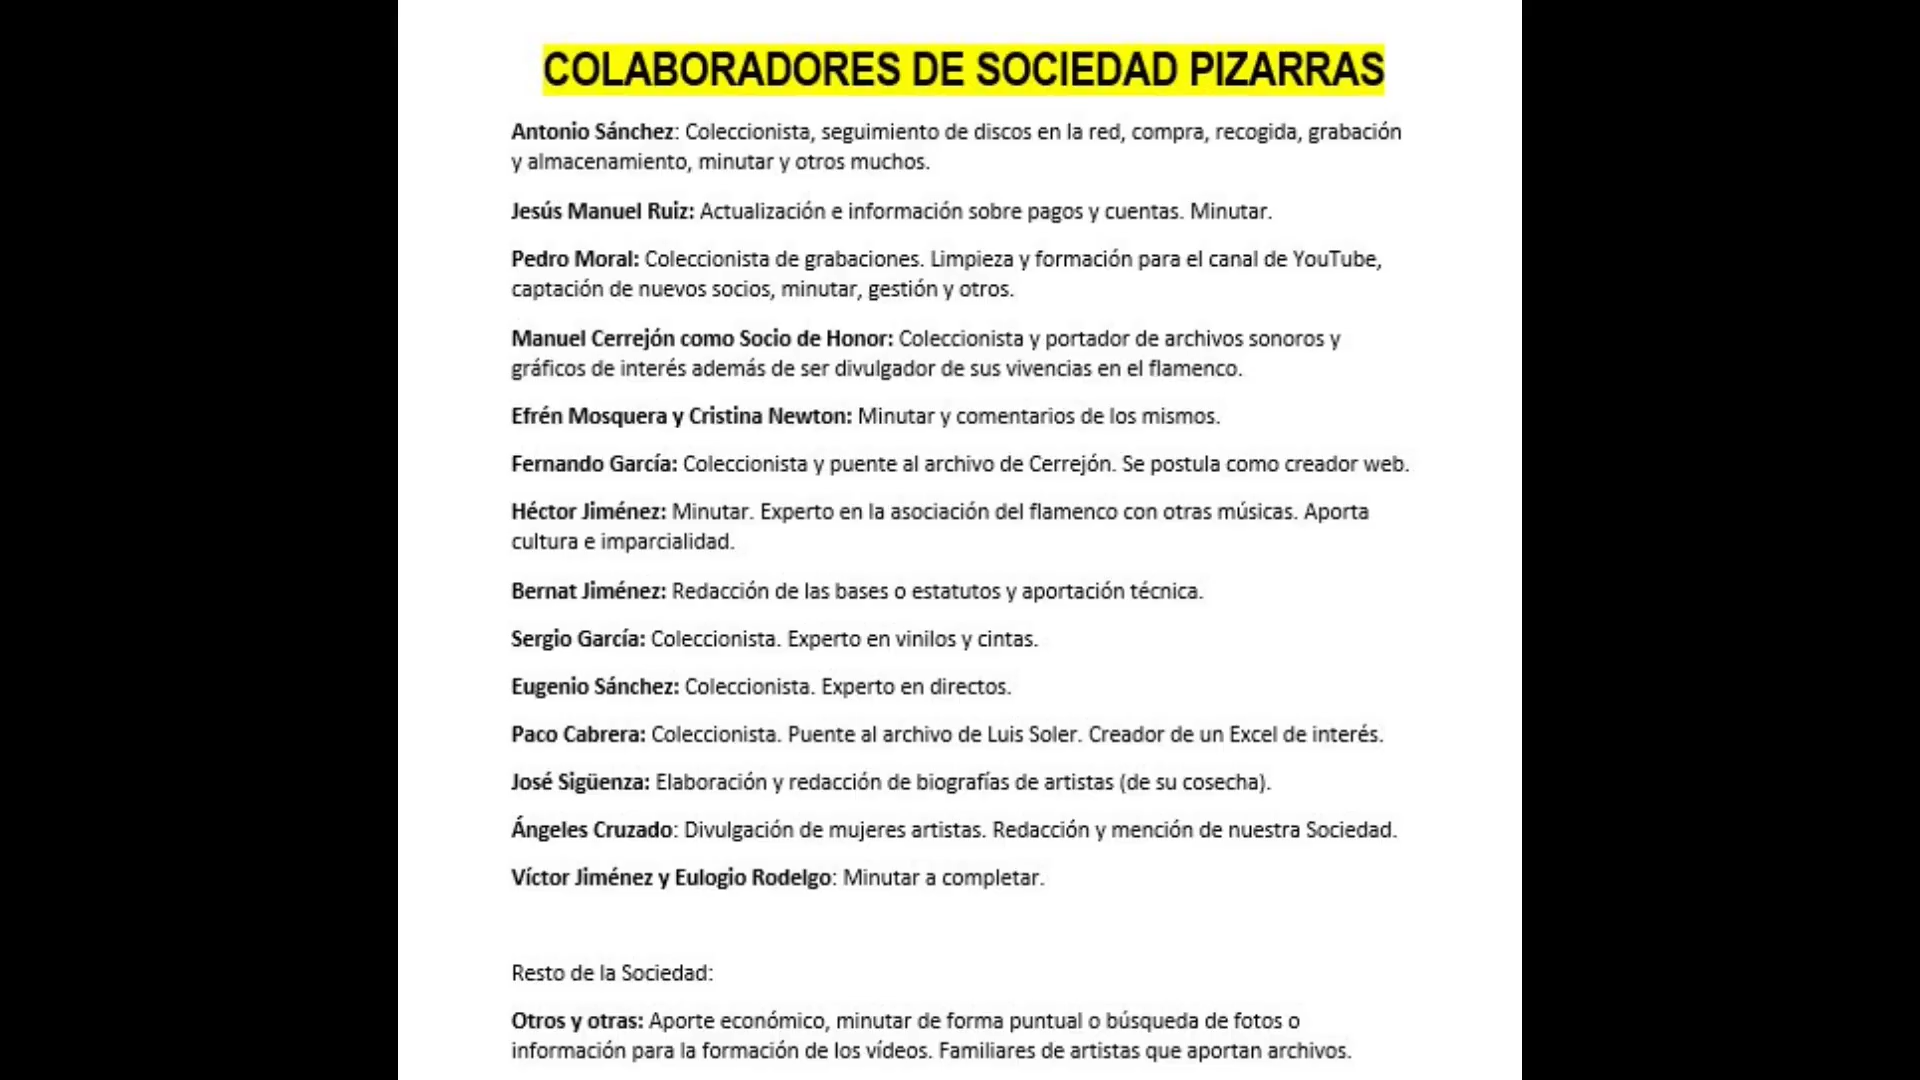 COLABORADORES DE SOCIEDAD PIZARRAS
Antonio Sánchez: Coleccionista, seguimiento de discos en la red, compra, recogida, grabación
y almacenamiento, minutar y otros muchos.
Jesús Manuel Ruiz: Actualización e información sobre pagos y cuentas. Minutar.
Pedro Moral: Coleccionista de grabaciones. Limpieza y formación para el canal de YouTube,
captación de nuevos socios, minutar, gestión y otros.
Manuel Cerrejón como Socio de Honor: Coleccionista y portador de archivos sonoros y
gráficos de interés además de ser divulgador de sus vivencias en el flamenco.
Efrén Mosquera y Cristina Newton: Minutar y comentarios de los mismos.
Fernando García: Coleccionista y puente al archivo de Cerrejón. Se postula como creador web.
Héctor Jiménez: Minutar. Experto en la asociación del flamenco con otras músicas. Aporta
cultura e imparcialidad.
Bernat Jiménez: Redacción de las bases o estatutos y aportación técnica.
Sergio García: Coleccionista. Experto en vinilos y cintas.
Eugenio Sánchez: Coleccionista. Experto en directos.
Paco Cabrera: Coleccionista. Puente al archivo de Luis Soler. Creador de un Excel de interés.
José Sigüenza: Elaboración y redacción de biografías de artistas (de su cosecha).
Ángeles Cruzado: Divulgación de mujeres artistas. Redacción y mención de nuestra Sociedad.
Víctor Jiménez y Eulogio Rodelgo: Minutar a completar.
Resto de la Sociedad:
Otros y otras: Aporte económico, minutar de forma puntual o búsqueda de fotos o
información para la formación de los vídeos. Familiares de artistas que aportan archivos.